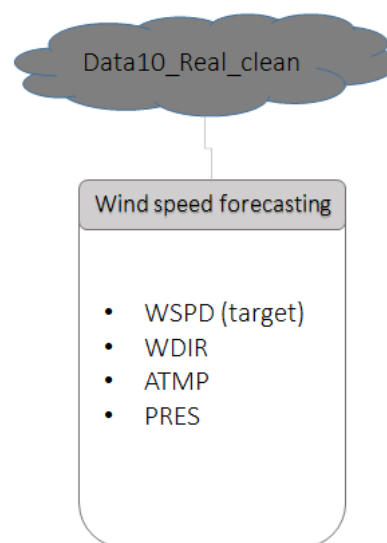 Data10_Real_clean
Wind speed forecasting
• WSPD (target)
• WDIR
• ATMP
• PRES